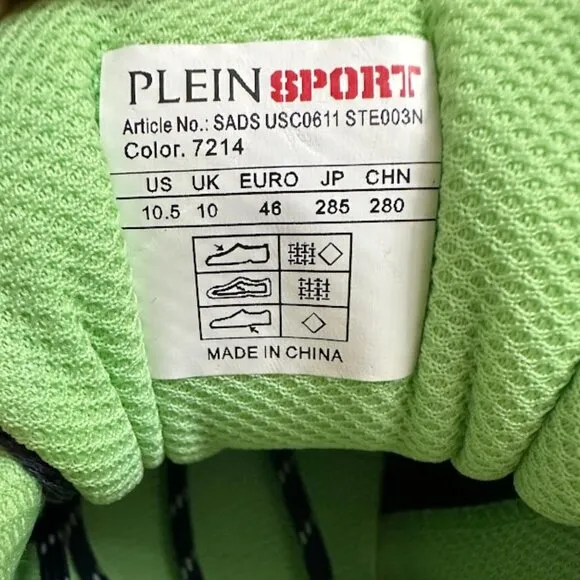 PLEIN SPORT
Article No.: SADS USC0611 STE003N
Color. 7214
US UK EURO JP CHN
10.5 10 46 285 280
MADE IN CHINA